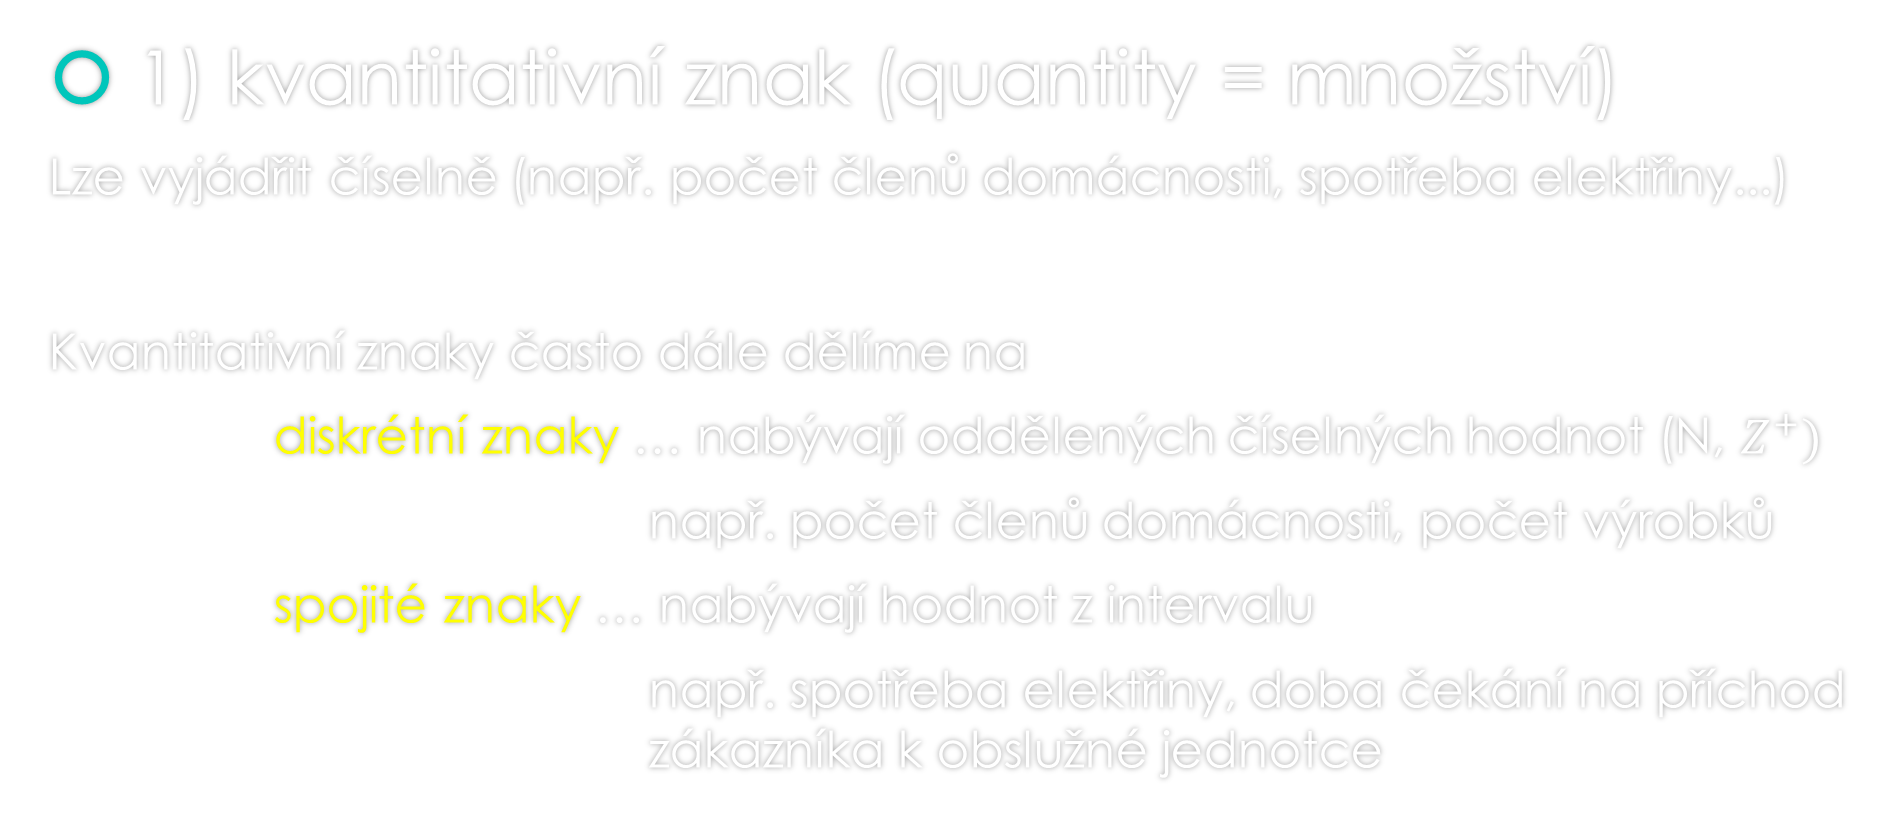 1) kvantitativní znak (quantity = množství)
Lze vyjádřit číselně (např. počet členů domácnosti, spotřeba elektřiny...)
Kvantitativní znaky často dále dělíme na
diskrétní znaky … nabývají oddělených číselných hodnot (N, Z⁺)
např. počet členů domácnosti, počet výrobků
spojité znaky … nabývají hodnot z intervalu
např. spotřeba elektřiny, doba čekání na příchod
zákazníka k obslužné jednotce